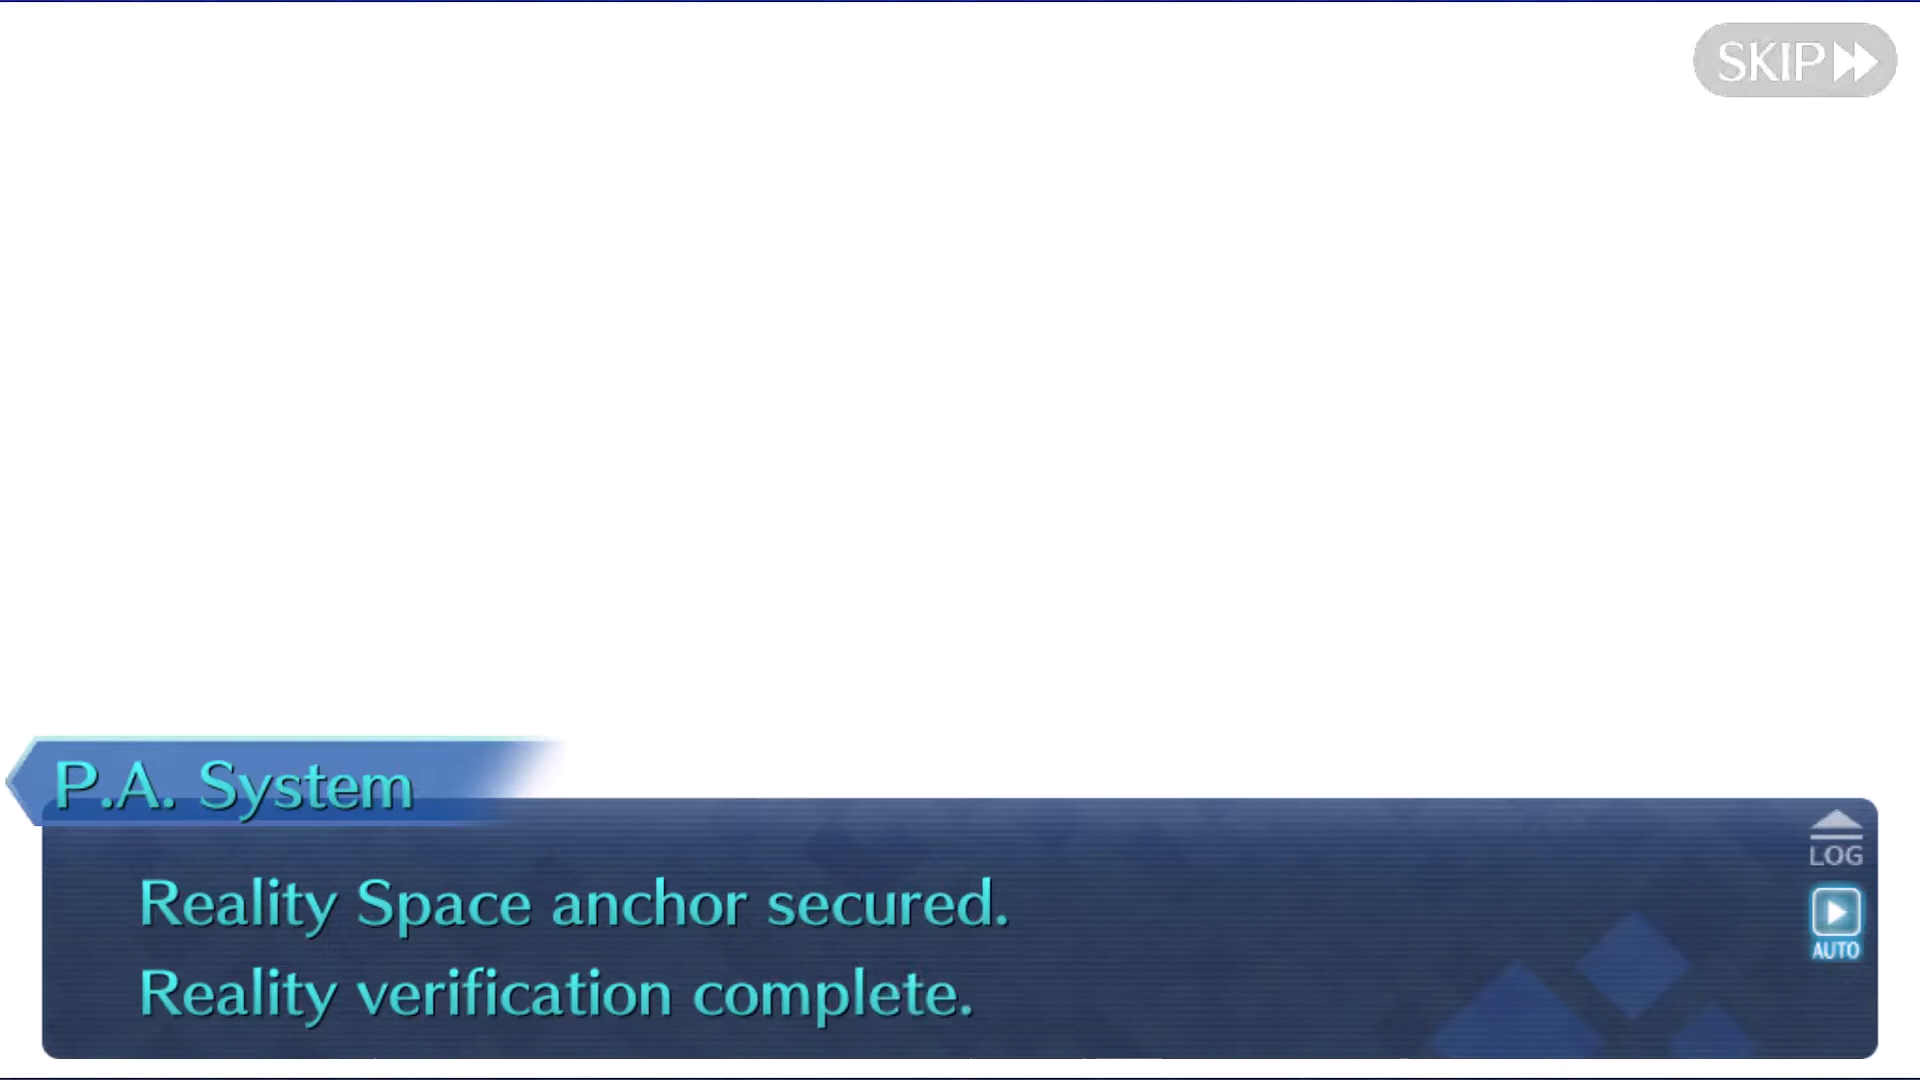 SKIP
P.A. System
LOG
Reality Space anchor secured.
AUTO
Reality verification complete.